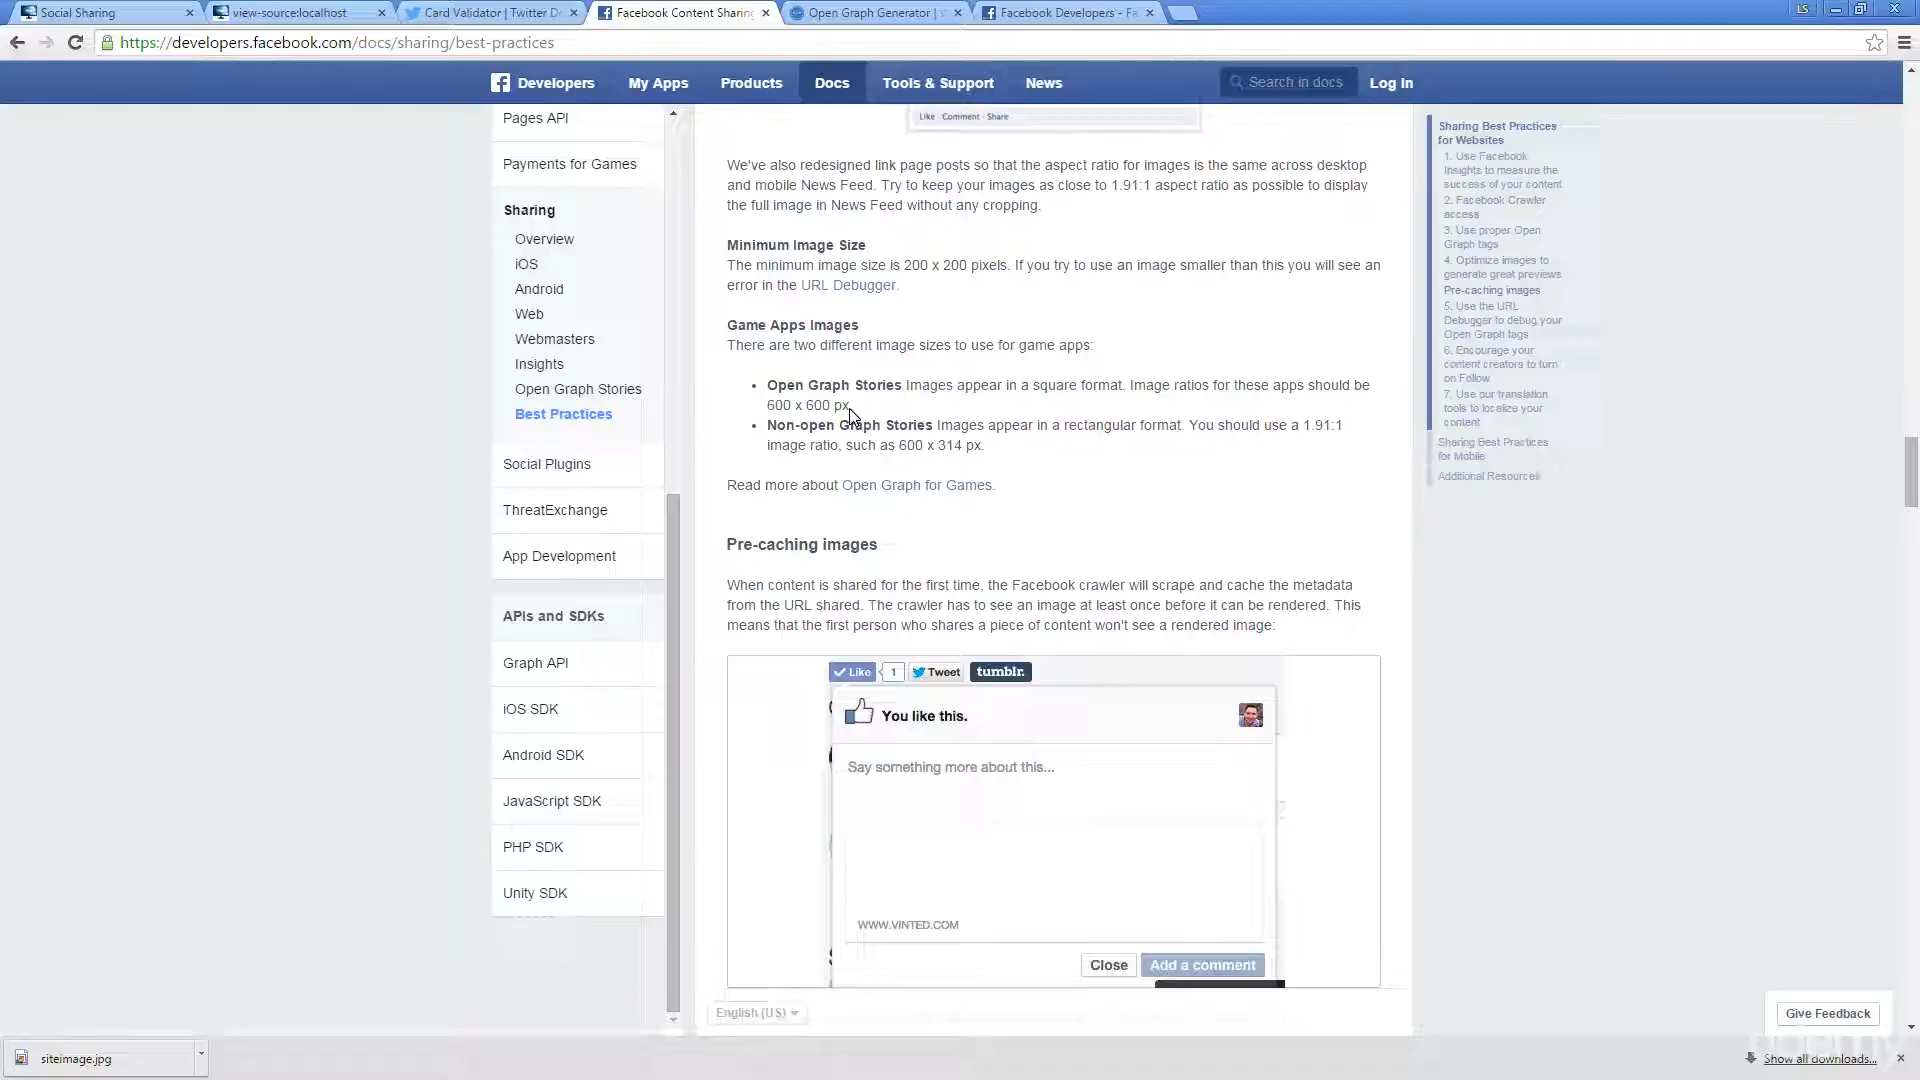 Social Sharing
view-source:localhost
Card Validator | Twitter D
Facebook Content Sharin
Open Graph Generator |
Facebook Developers - Fa
LS
https://developers.facebook.com/docs/sharing/best-practices
Developers
My Apps
Products
Docs
Tools & Support
News
Search in docs
Log In
Pages API
Payments for Games
Sharing
Overview
iOS
Android
Web
Webmasters
Insights
Open Graph Stories
Best Practices
Social Plugins
ThreatExchange
App Development
APIs and SDKs
Graph API
iOS SDK
Android SDK
JavaScript SDK
PHP SDK
Unity SDK
Like · Comment · Share
We've also redesigned link page posts so that the aspect ratio for images is the same across desktop
and mobile News Feed. Try to keep your images as close to 1.91:1 aspect ratio as possible to display
the full image in News Feed without any cropping.
Minimum Image Size
The minimum image size is 200 x 200 pixels. If you try to use an image smaller than this you will see an
error in the URL Debugger.
Game Apps Images
There are two different image sizes to use for game apps:
• Open Graph Stories Images appear in a square format. Image ratios for these apps should be
600 x 600 px.
• Non-open Graph Stories Images appear in a rectangular format. You should use a 1.91:1
image ratio, such as 600 x 314 px.
Read more about Open Graph for Games.
Pre-caching images
When content is shared for the first time, the Facebook crawler will scrape and cache the metadata
from the URL shared. The crawler has to see an image at least once before it can be rendered. This
means that the first person who shares a piece of content won't see a rendered image:
Like
1
Tweet
tumblr.
You like this.
Say something more about this...
WWW.VINTED.COM
Close
Add a comment
English (US)
Sharing Best Practices
for Websites
1. Use Facebook
Insights to measure the
success of your content
2. Facebook Crawler
access
3. Use proper Open
Graph tags
4. Optimize images to
generate great previews
Pre-caching images
5. Use the URL
Debugger to debug your
Open Graph tags
6. Encourage your
content creators to turn
on Follow
7. Use our translation
tools to localize your
content
Sharing Best Practices
for Mobile
Additional Resources
Give Feedback
siteimage.jpg
Show all downloads...